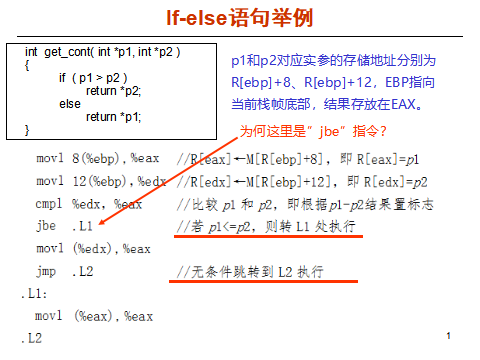 If-else语句举例
int get_cont( int *p1, int *p2 )
{
if ( p1 > p2 )
return *p2;
else
return *p1;
}
p1和p2对应实参的存储地址分别为
R[ebp]+8、R[ebp]+12，EBP指向
当前栈帧底部，结果存放在EAX。
为何这里是”jbe”指令?
movl 8(%ebp),%eax //R[eax]←M[R[ebp]+8]，即 R[eax]=p1
movl 12(%ebp),%edx //R[edx]←M[R[ebp]+12]，即 R[edx]=p2
cmpl %edx, %eax //比较 p1 和 p2，即根据p1-p2结果置标志
jbe .L1 //若 p1<=p2，则转 L1 处执行
movl (%edx),%eax
jmp .L2 //无条件跳转到 L2 执行
.L1:
movl (%eax),%eax
.L2
1